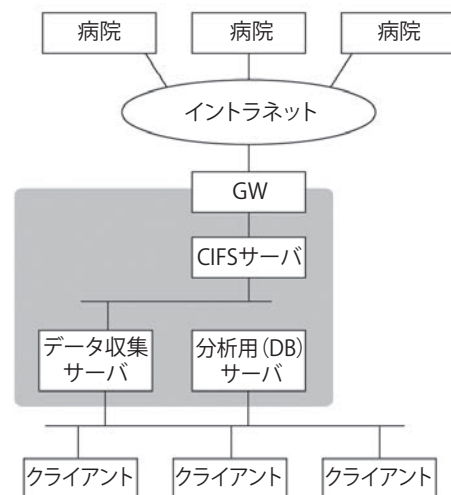 病院
病院
病院
イントラネット
GW
CIFSサーバ
データ収集
サーバ
分析用(DB)
サーバ
クライアント
クライアント
クライアント